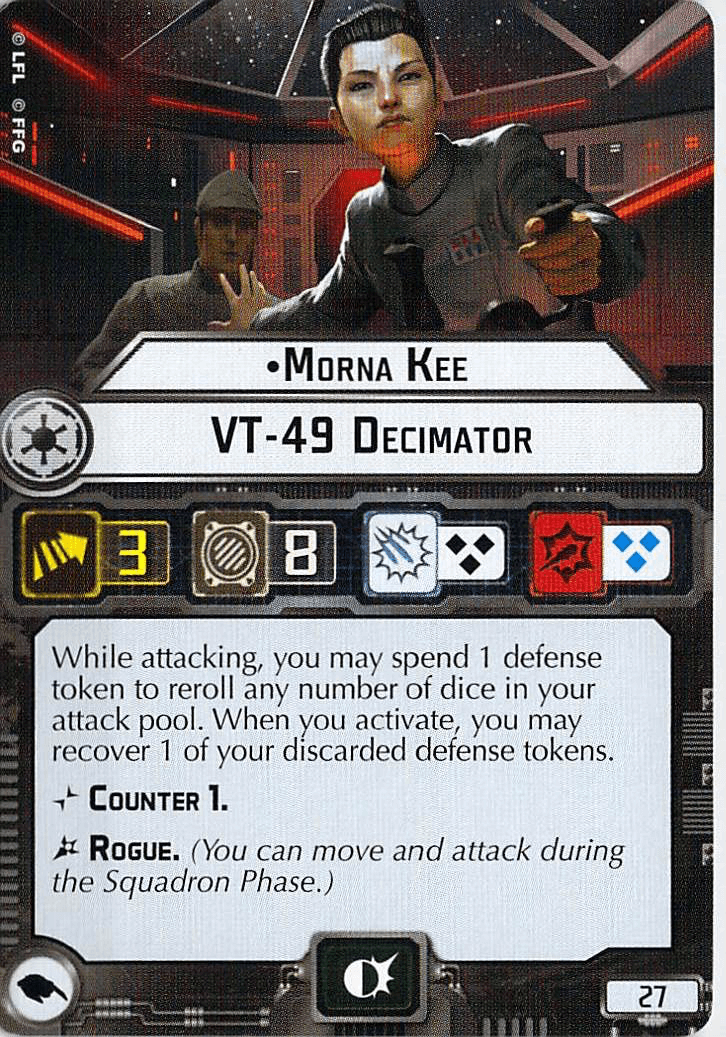 © LFL © FFG
•Morna Kee
VT-49 Decimator
3 8
While attacking, you may spend 1 defense
token to reroll any number of dice in your
attack pool. When you activate, you may
recover 1 of your discarded defense tokens.
Counter 1.
Rogue. (You can move and attack during
the Squadron Phase.)
27